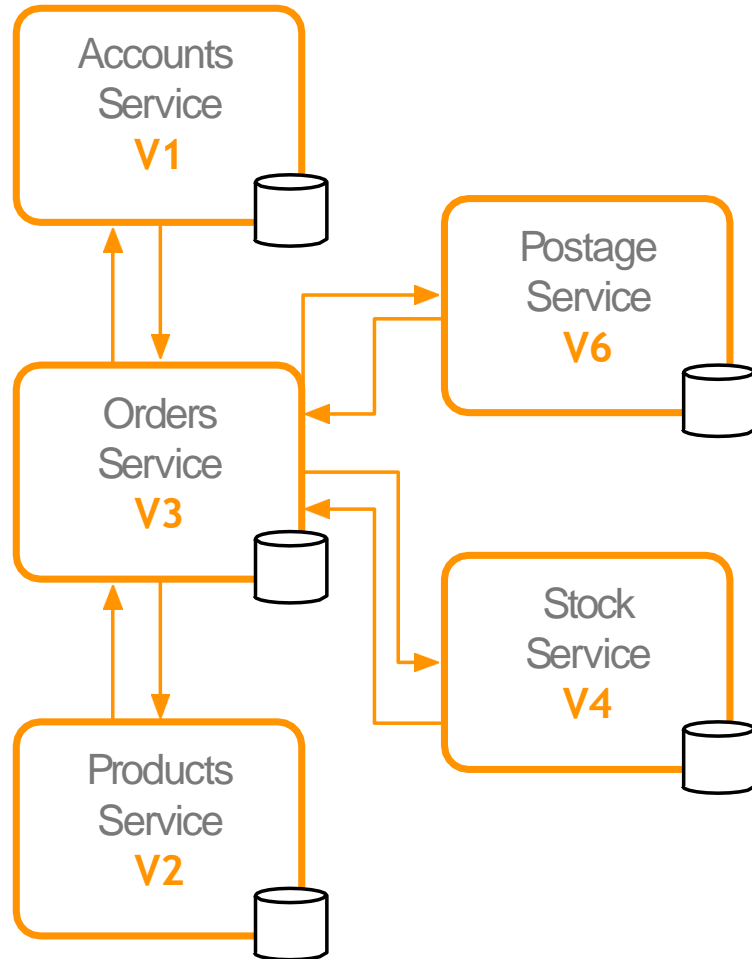 Accounts
Service
V1
Postage
Service
V6
Orders
Service
V3
Stock
Service
V4
Products
Service
V2